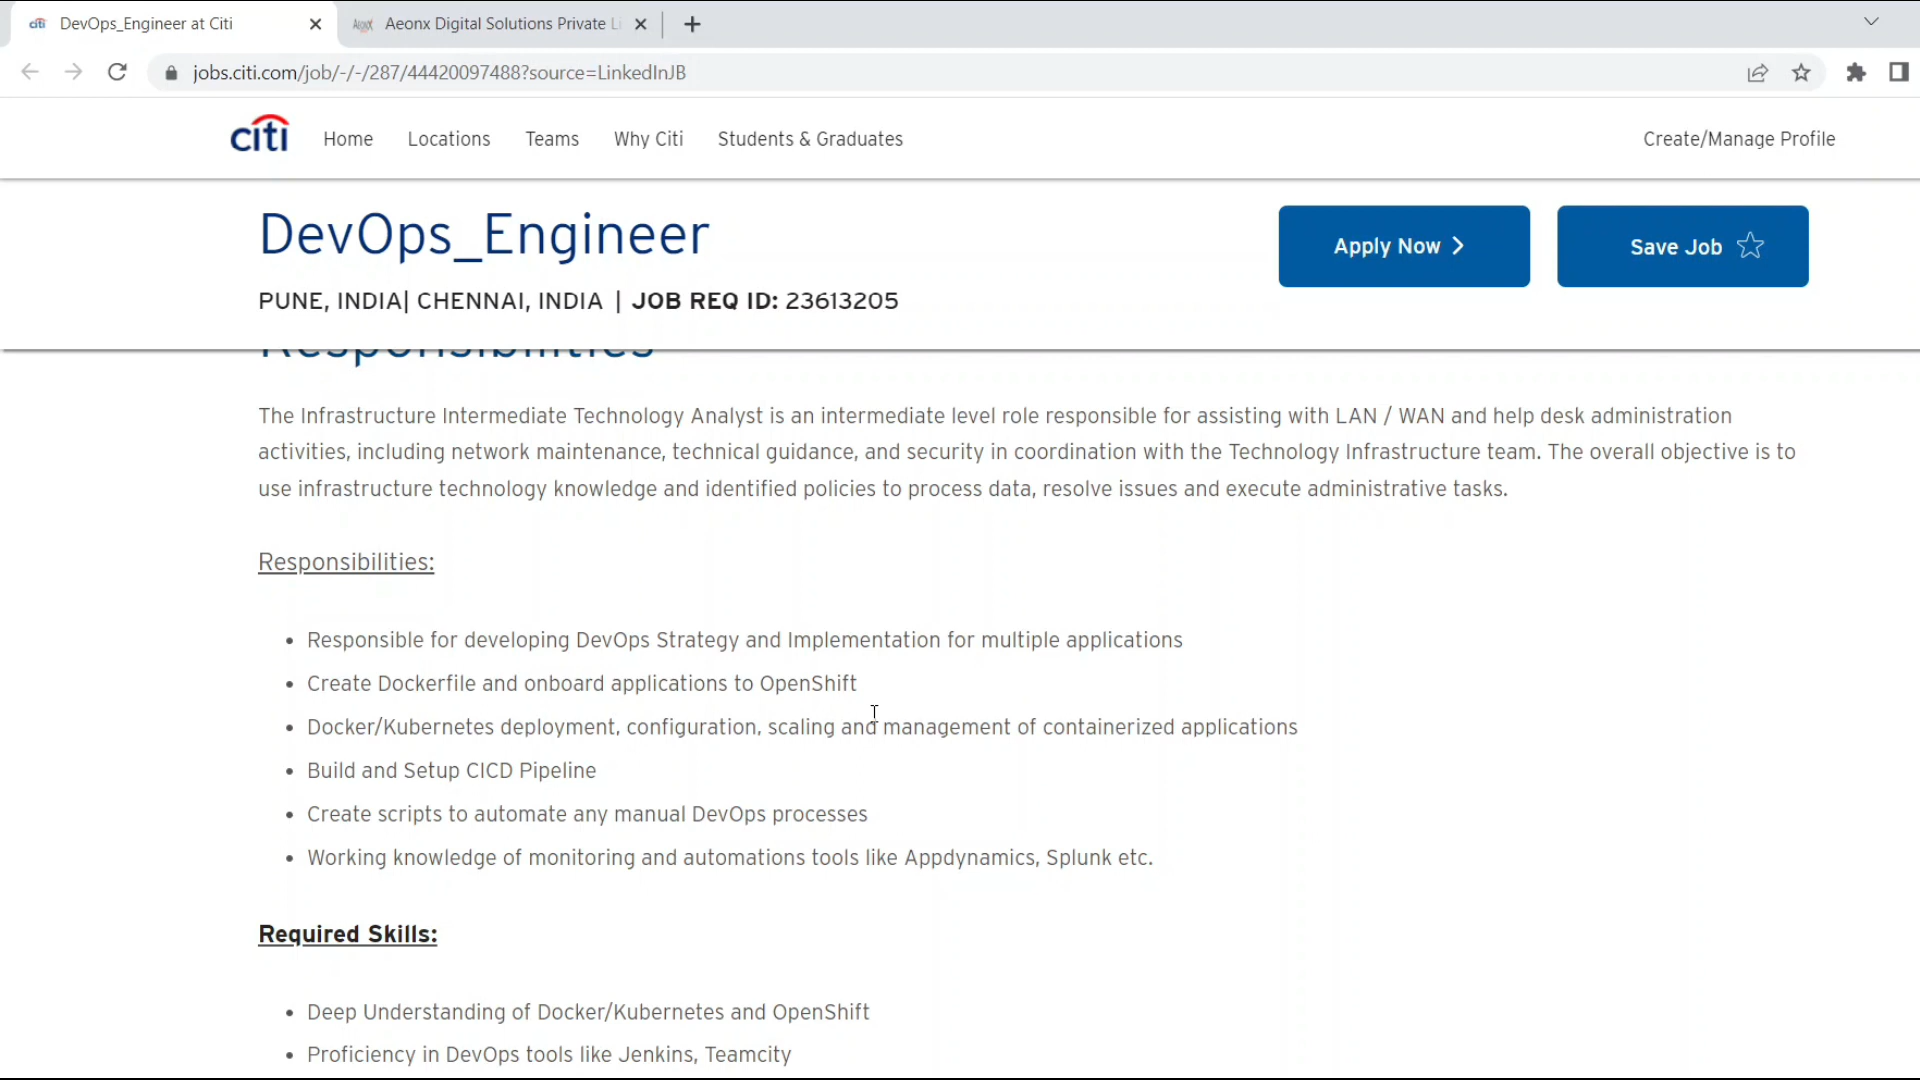 citi DevOps_Engineer at Citi
Aeonx Aeonx Digital Solutions Private Li
jobs.citi.com/job/-/-/287/44420097488?source=LinkedInJB
citi Home Locations Teams Why Citi Students & Graduates Create/Manage Profile
DevOps_Engineer
Apply Now
Save Job
PUNE, INDIA| CHENNAI, INDIA | JOB REQ ID: 23613205
Responsibilities
The Infrastructure Intermediate Technology Analyst is an intermediate level role responsible for assisting with LAN / WAN and help desk administration
activities, including network maintenance, technical guidance, and security in coordination with the Technology Infrastructure team. The overall objective is to
use infrastructure technology knowledge and identified policies to process data, resolve issues and execute administrative tasks.
Responsibilities:
• Responsible for developing DevOps Strategy and Implementation for multiple applications
• Create Dockerfile and onboard applications to OpenShift
• Docker/Kubernetes deployment, configuration, scaling and management of containerized applications
• Build and Setup CICD Pipeline
• Create scripts to automate any manual DevOps processes
• Working knowledge of monitoring and automations tools like Appdynamics, Splunk etc.
Required Skills:
• Deep Understanding of Docker/Kubernetes and OpenShift
• Proficiency in DevOps tools like Jenkins, Teamcity